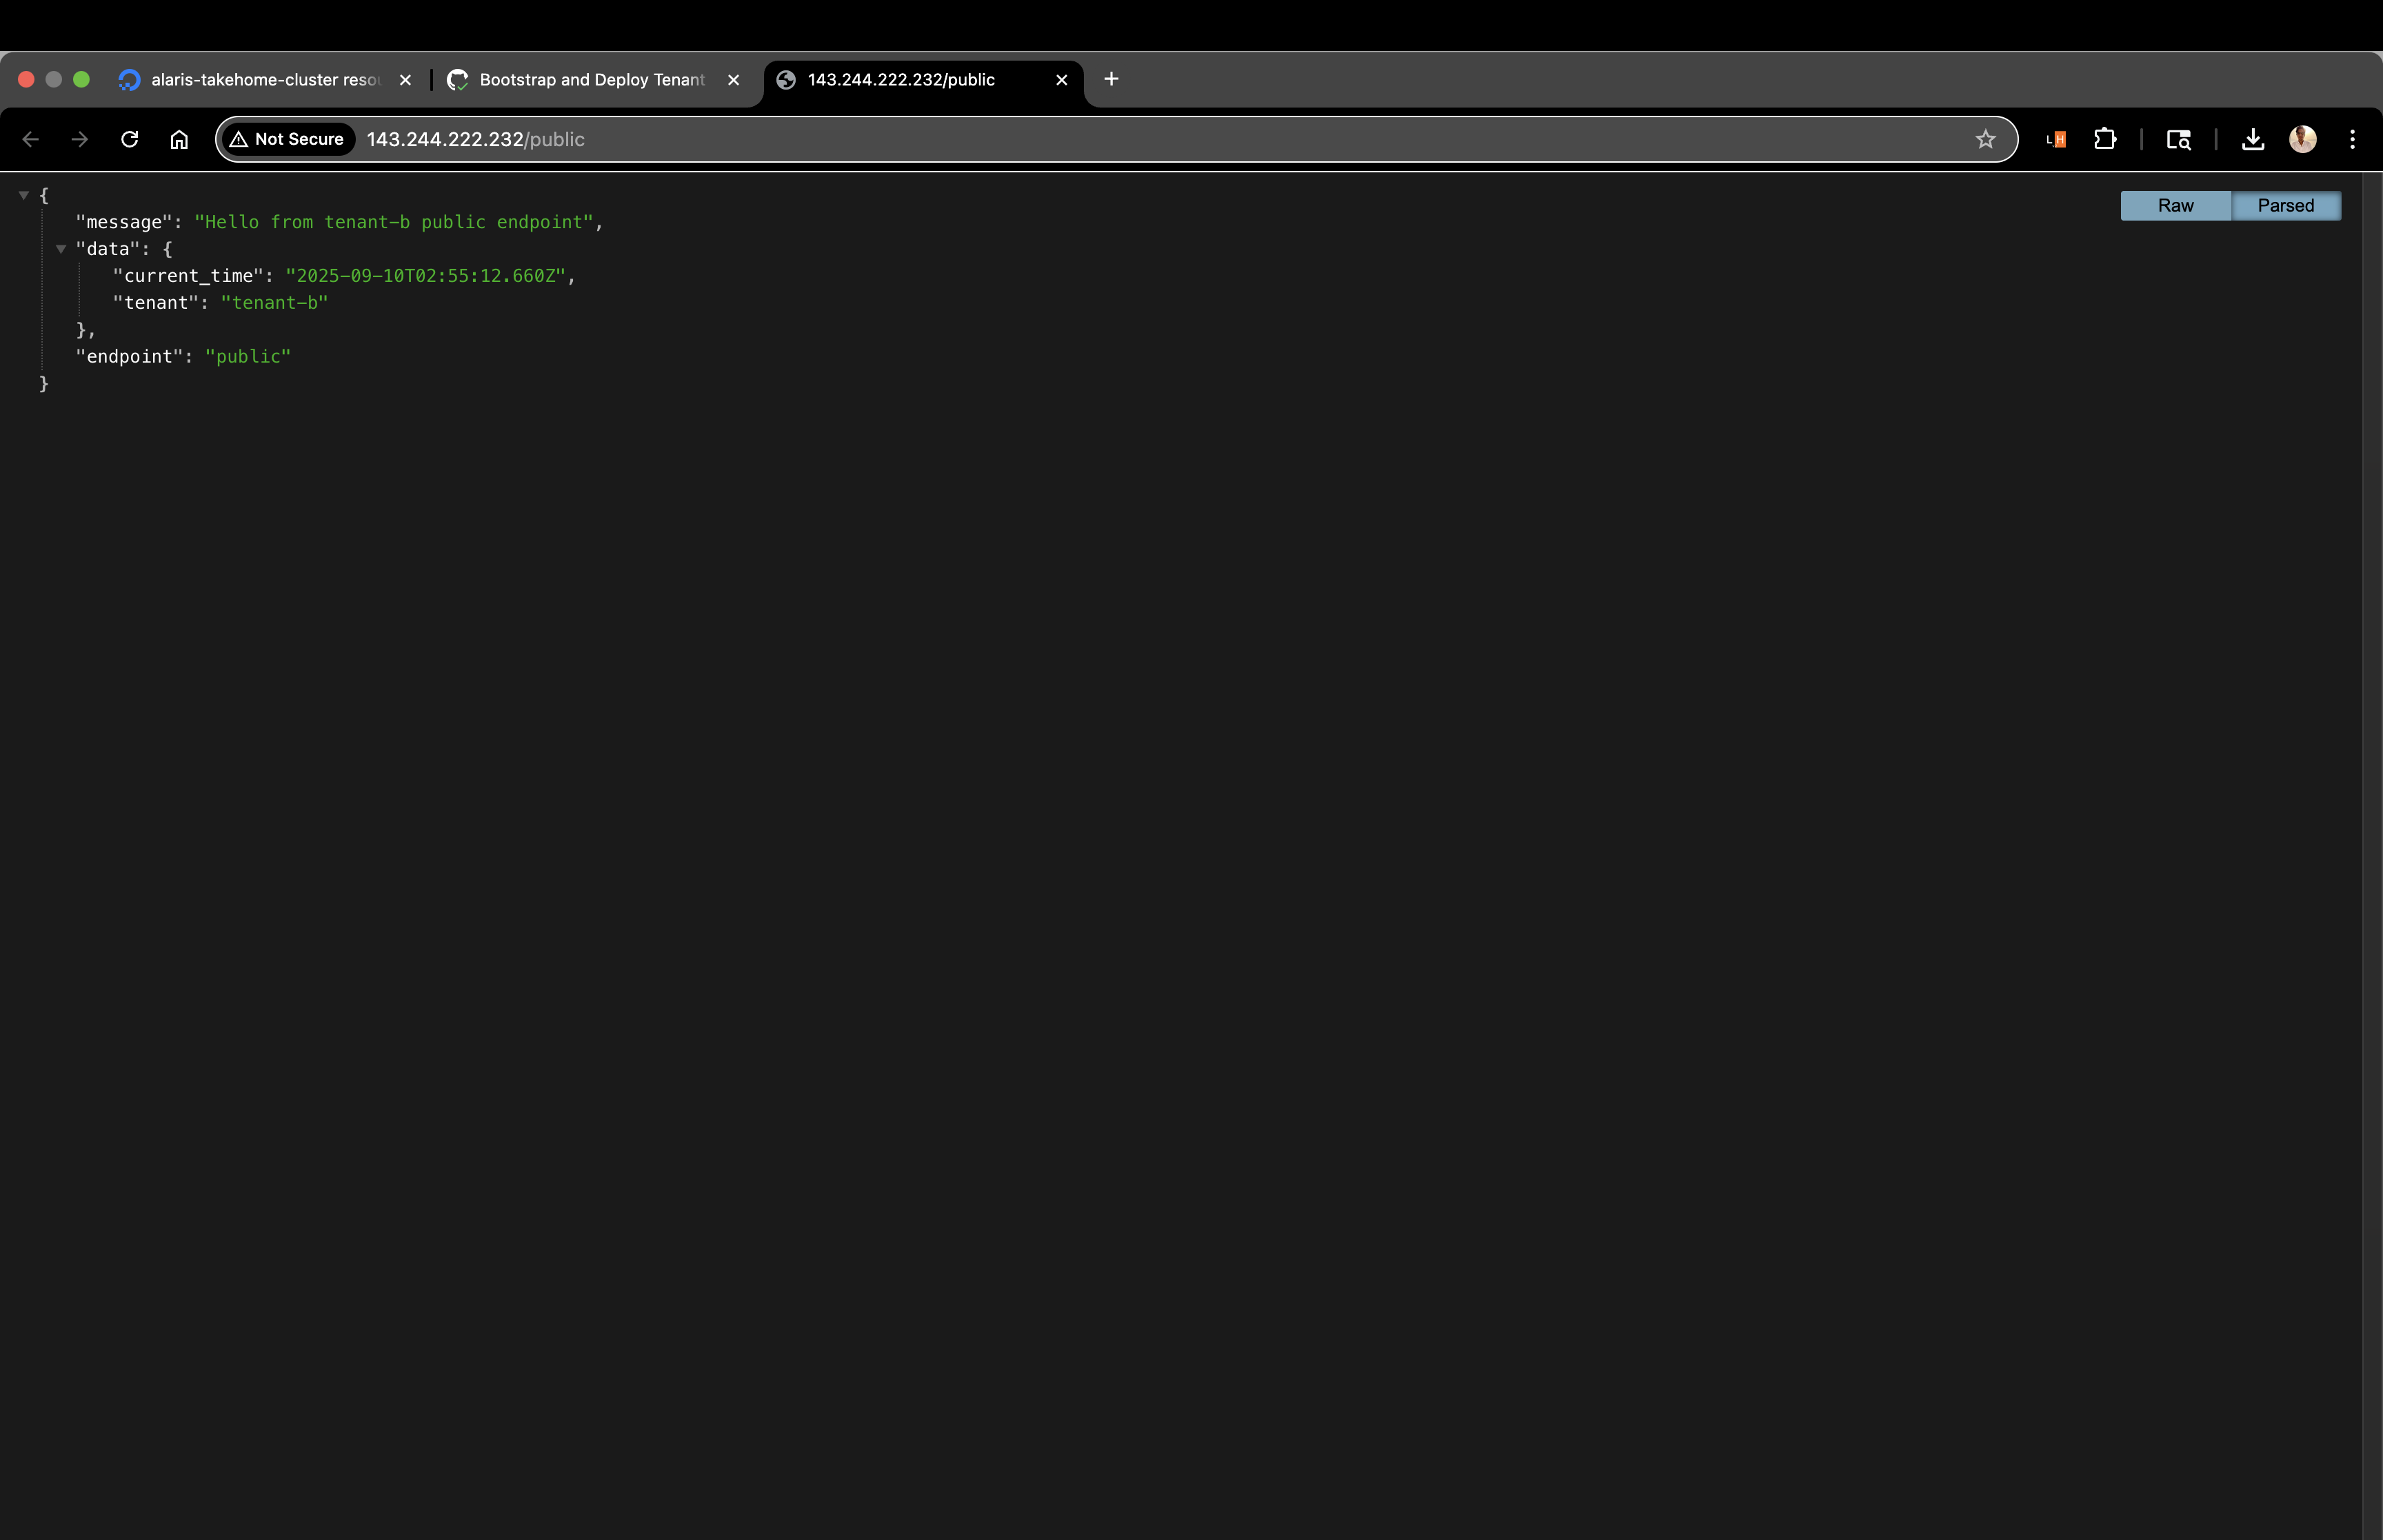 alaris-takehome-cluster resou
Bootstrap and Deploy Tenant
143.244.222.232/public
Not Secure
143.244.222.232/public
LH
Raw
Parsed
{
"message": "Hello from tenant-b public endpoint",
"data": {
"current_time": "2025-09-10T02:55:12.660Z",
"tenant": "tenant-b"
},
"endpoint": "public"
}